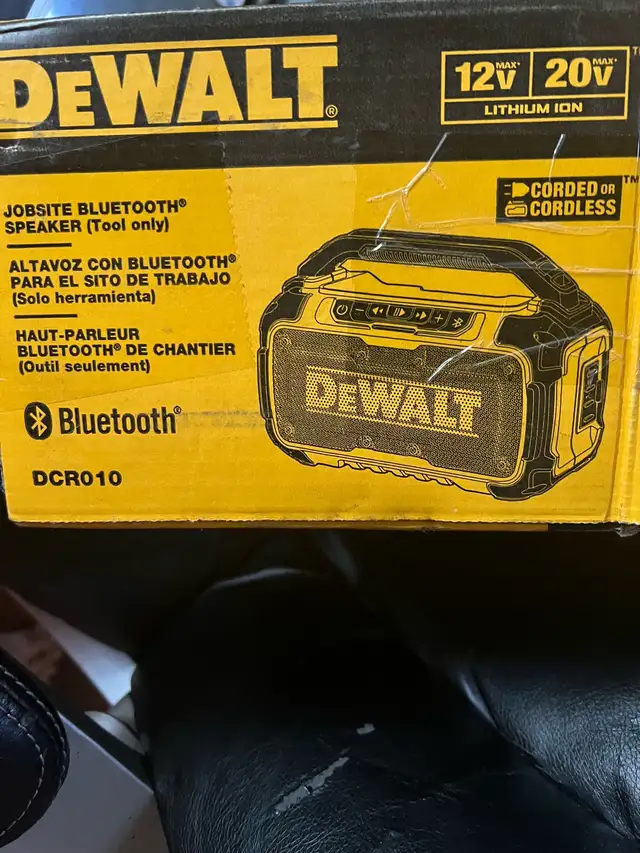 DEWALT®
12V MAX* 20V MAX*
LITHIUM ION
CORDED OR
CORDLESS™
JOBSITE BLUETOOTH®
SPEAKER (Tool only)
ALTAVOZ CON BLUETOOTH®
PARA EL SITO DE TRABAJO
(Solo herramienta)
HAUT-PARLEUR
BLUETOOTH® DE CHANTIER
(Outil seulement)
Bluetooth®
DCR010
DEWALT